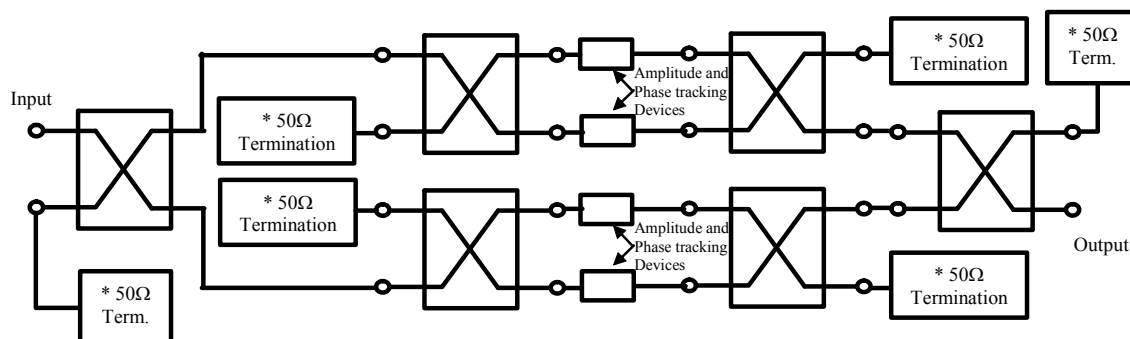 * 50Ω
Termination
* 50Ω
Term.
Input
Amplitude and
Phase tracking
Devices
* 50Ω
Termination
* 50Ω
Termination
Amplitude and
Phase tracking
Devices
Output
* 50Ω
Term.
* 50Ω
Termination